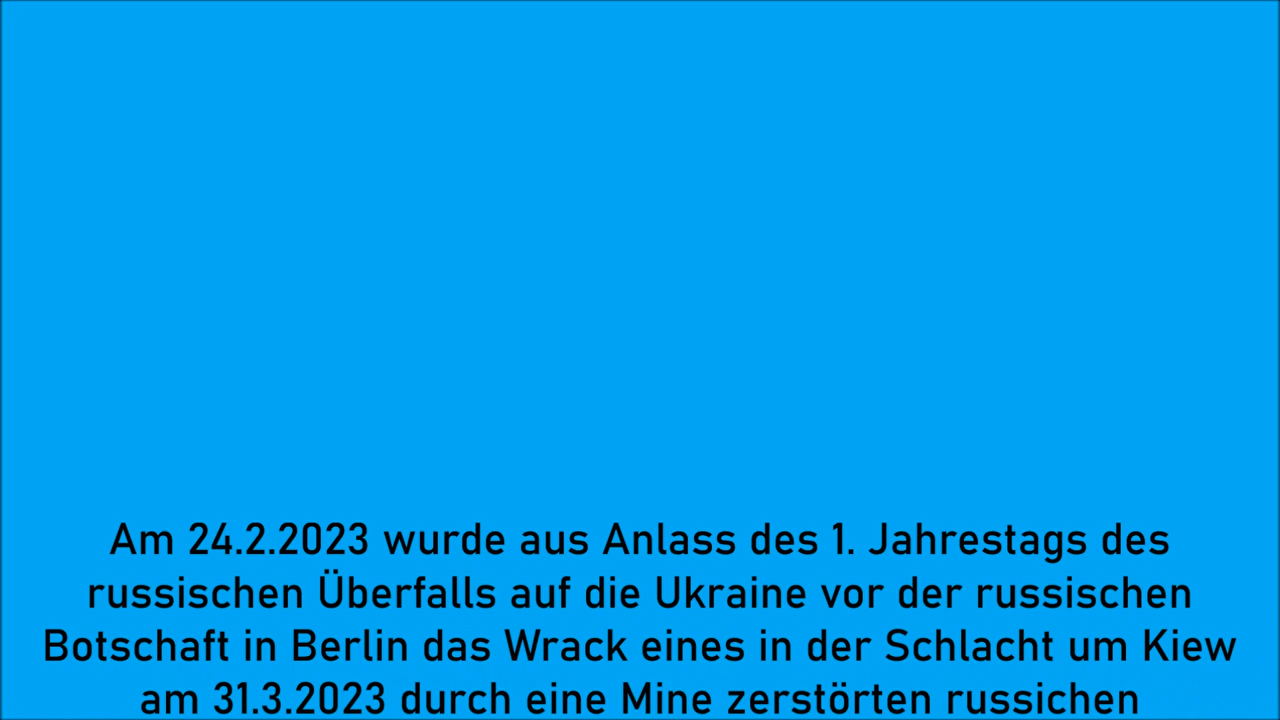 Am 24.2.2023 wurde aus Anlass des 1. Jahrestags des
russischen Überfalls auf die Ukraine vor der russischen
Botschaft in Berlin das Wrack eines in der Schlacht um Kiew
am 31.3.2023 durch eine Mine zerstörten russichen